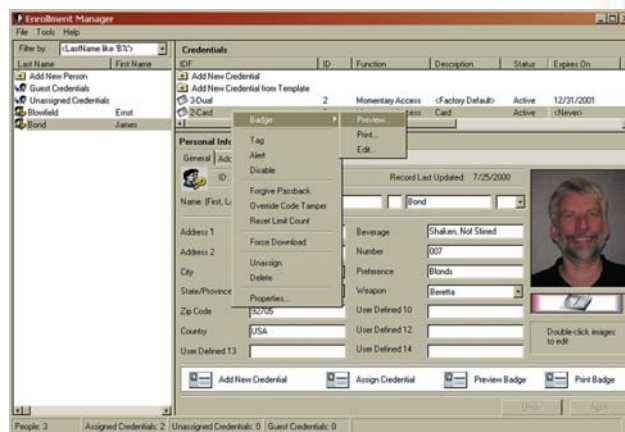 Enrollment Manager
File Tools Help
Filter by: <LastName like 'B%'>
Last Name First Name
Add New Person
Guest Credentials
Unassigned Credentials
Blowfield Ernst
Bond James
Credentials
IDF ID Function Description Status Expires On
Add New Credential
Add New Credential from Template
3-Dual 2 Momentary Access <Factory Default> Active 12/31/2001
2-Card Card Active <Never>
Badge
Tag
Alert
Disable
Forgive Passback
Override Code Tamper
Reset Limit Count
Force Download
Unassign
Delete
Properties...
Preview...
Print...
Edit...
Personal Info
General
ID: Record Last Updated: 7/25/2000
Name: (First, Bond
Address 1 Beverage Shaken, Not Stirred
Address 2 Number 007
City Preference Blonds
State/Province Weapon Beretta
Zip Code 92705 User Defined 10
Country USA User Defined 12
User Defined 13 User Defined 14
Double-click images
to edit
Add New Credential Assign Credential Preview Badge Print Badge
Undo Apply
People: 3 Assigned Credentials: 2 Unassigned Credentials: 0 Guest Credentials: 0